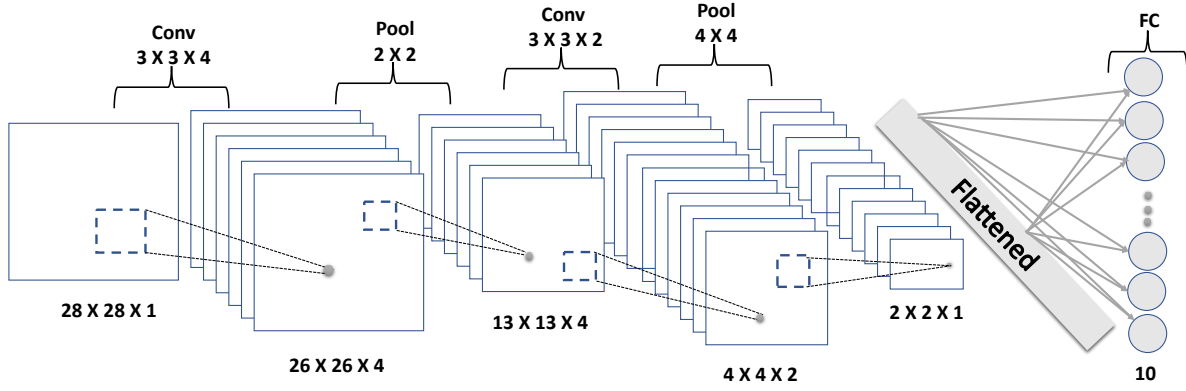 Conv
3 X 3 X 4
Pool
2 X 2
Conv
3 X 3 X 2
Pool
4 X 4
FC
Flattened
28 X 28 X 1
26 X 26 X 4
13 X 13 X 4
4 X 4 X 2
2 X 2 X 1
10